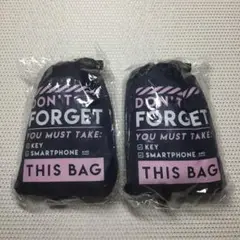 DON'T
FORGET
YOU MUST TAKE:
KEY
SMARTPHONE
THIS BAG
DON'T
FORGET
YOU MUST TAKE:
KEY
SMARTPHONE
THIS BAG